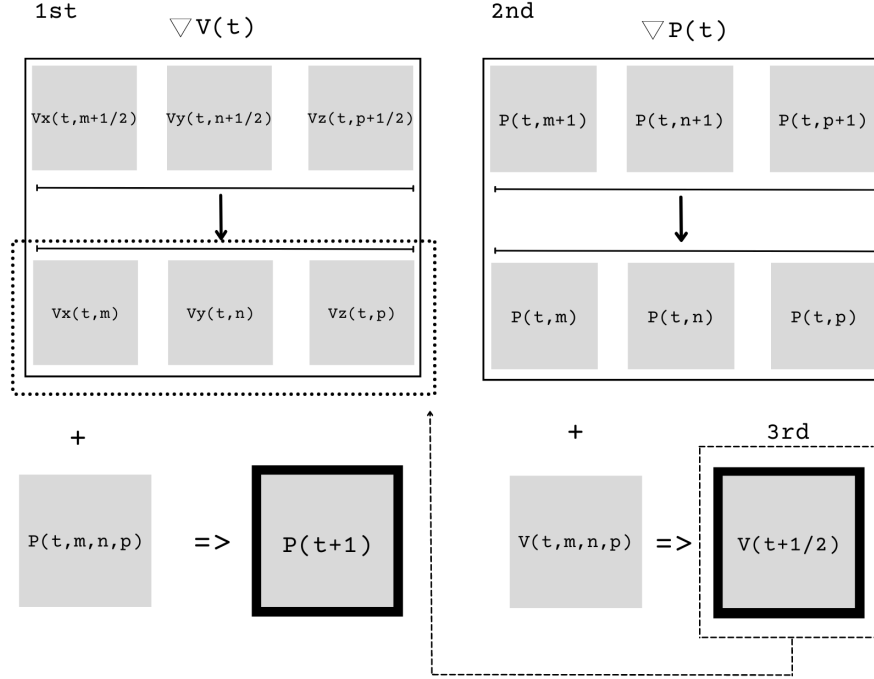 1st
▽V(t)
Vx(t,m+1/2) Vy(t,n+1/2) Vz(t,p+1/2)
Vx(t,m) Vy(t,n) Vz(t,p)
+
P(t,m,n,p) => P(t+1)
2nd
▽P(t)
P(t,m+1) P(t,n+1) P(t,p+1)
P(t,m) P(t,n) P(t,p)
+
3rd
V(t,m,n,p) => V(t+1/2)